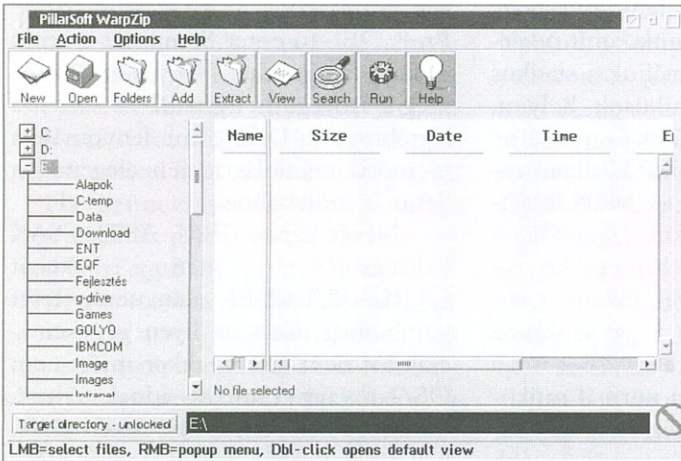 PillarSoft WarpZip
File Action Options Help
New Open Folders Add Extract View Search Run Help
Name Size Date Time
C:
D:
Alapok
C-temp
Data
Download
ENT
EQF
Fejlesztés
g-drive
Games
GOLYO
IBMCOM
Image
Images
Intranet
No file selected
Target directory - unlocked E:\
LMB=select files, RMB=popup menu, Dbl-click opens default view